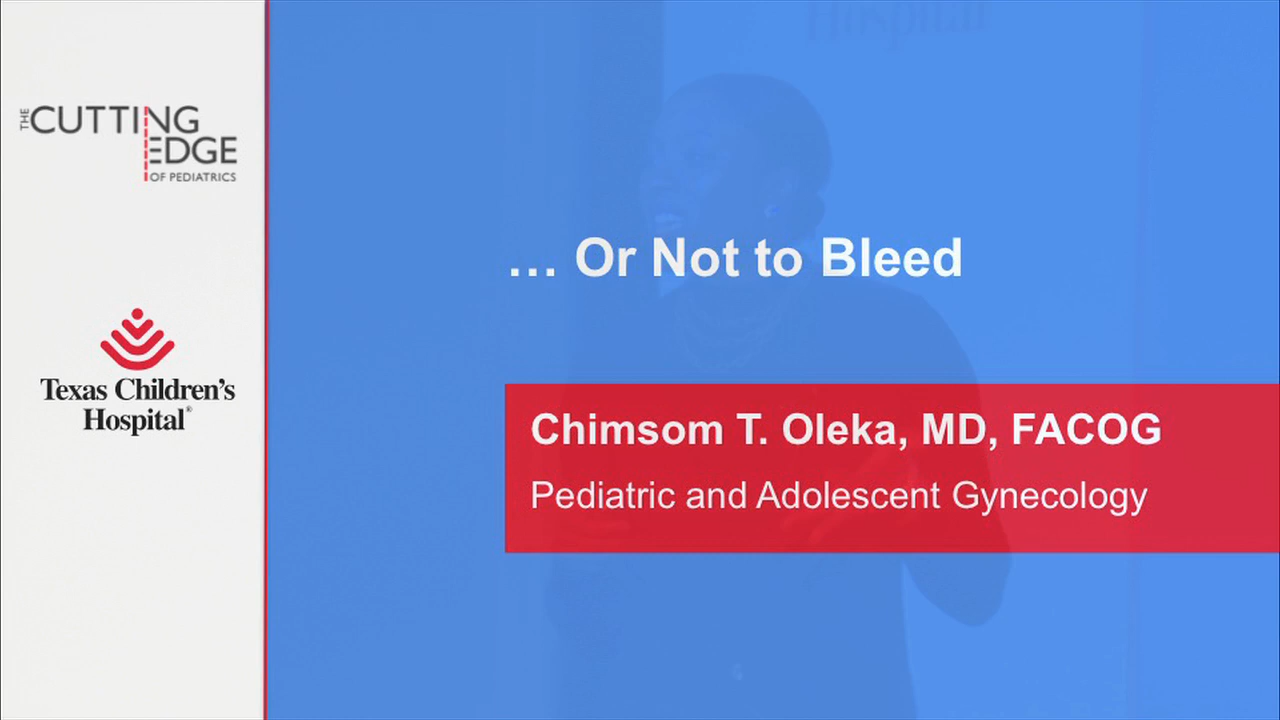 THE CUTTING
EDGE
OF PEDIATRICS
Texas Children's
Hospital®
Hospital
… Or Not to Bleed
Chimsom T. Oleka, MD, FACOG
Pediatric and Adolescent Gynecology